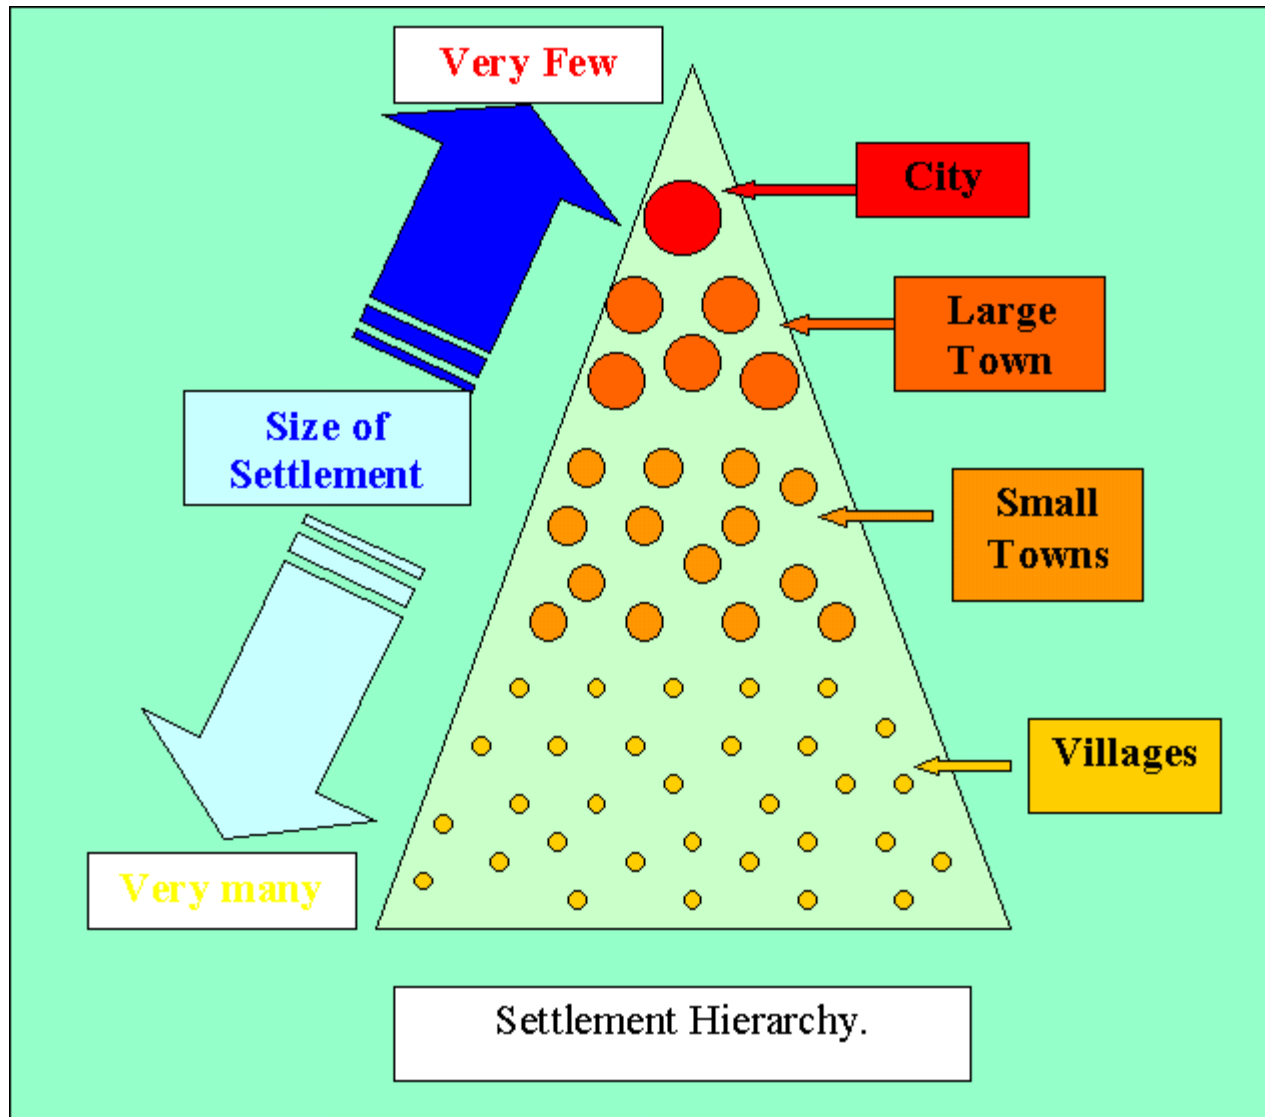 Very Few
City
Large
Town
Size of
Settlement
Small
Towns
Villages
Very many
Settlement Hierarchy.